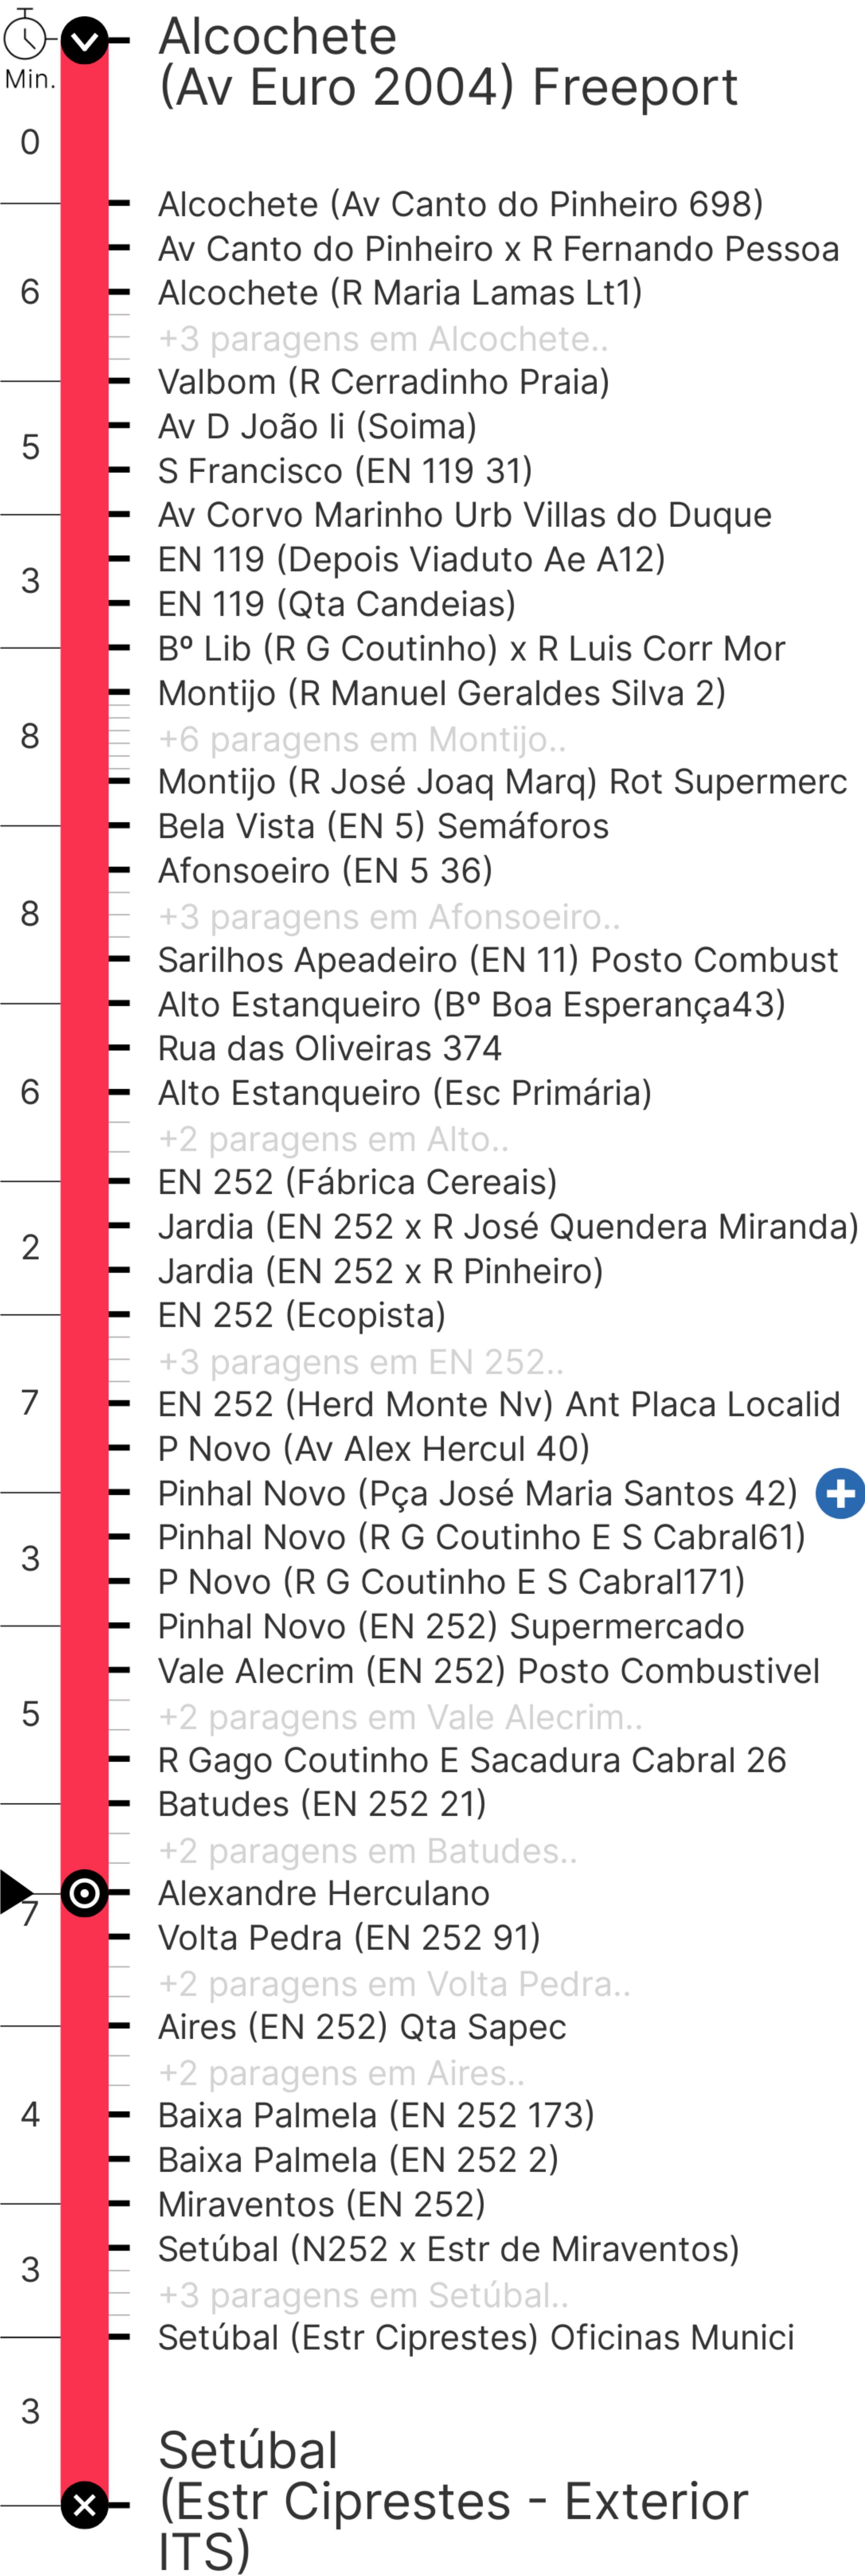 Alcochete
(Av Euro 2004) Freeport
Min.
0
Alcochete (Av Canto do Pinheiro 698)
Av Canto do Pinheiro x R Fernando Pessoa
6
Alcochete (R Maria Lamas Lt1)
+3 paragens em Alcochete..
Valbom (R Cerradinho Praia)
Av D João Ii (Soima)
5
S Francisco (EN 119 31)
Av Corvo Marinho Urb Villas do Duque
EN 119 (Depois Viaduto Ae A12)
3
EN 119 (Qta Candeias)
Bº Lib (R G Coutinho) x R Luis Corr Mor
Montijo (R Manuel Geraldes Silva 2)
8
+6 paragens em Montijo..
Montijo (R José Joaq Marq) Rot Supermerc
Bela Vista (EN 5) Semáforos
Afonsoeiro (EN 5 36)
8
+3 paragens em Afonsoeiro..
Sarilhos Apeadeiro (EN 11) Posto Combust
Alto Estanqueiro (Bº Boa Esperança43)
Rua das Oliveiras 374
6
Alto Estanqueiro (Esc Primária)
+2 paragens em Alto..
EN 252 (Fábrica Cereais)
Jardia (EN 252 x R José Quendera Miranda)
2
Jardia (EN 252 x R Pinheiro)
EN 252 (Ecopista)
+3 paragens em EN 252..
7
EN 252 (Herd Monte Nv) Ant Placa Localid
P Novo (Av Alex Hercul 40)
Pinhal Novo (Pça José Maria Santos 42)
Pinhal Novo (R G Coutinho E S Cabral61)
3
P Novo (R G Coutinho E S Cabral171)
Pinhal Novo (EN 252) Supermercado
Vale Alecrim (EN 252) Posto Combustivel
5
+2 paragens em Vale Alecrim..
R Gago Coutinho E Sacadura Cabral 26
Batudes (EN 252 21)
+2 paragens em Batudes..
Alexandre Herculano
7
Volta Pedra (EN 252 91)
+2 paragens em Volta Pedra..
Aires (EN 252) Qta Sapec
+2 paragens em Aires..
4
Baixa Palmela (EN 252 173)
Baixa Palmela (EN 252 2)
Miraventos (EN 252)
Setúbal (N252 x Estr de Miraventos)
3
+3 paragens em Setúbal..
Setúbal (Estr Ciprestes) Oficinas Munici
3
Setúbal
(Estr Ciprestes - Exterior
ITS)